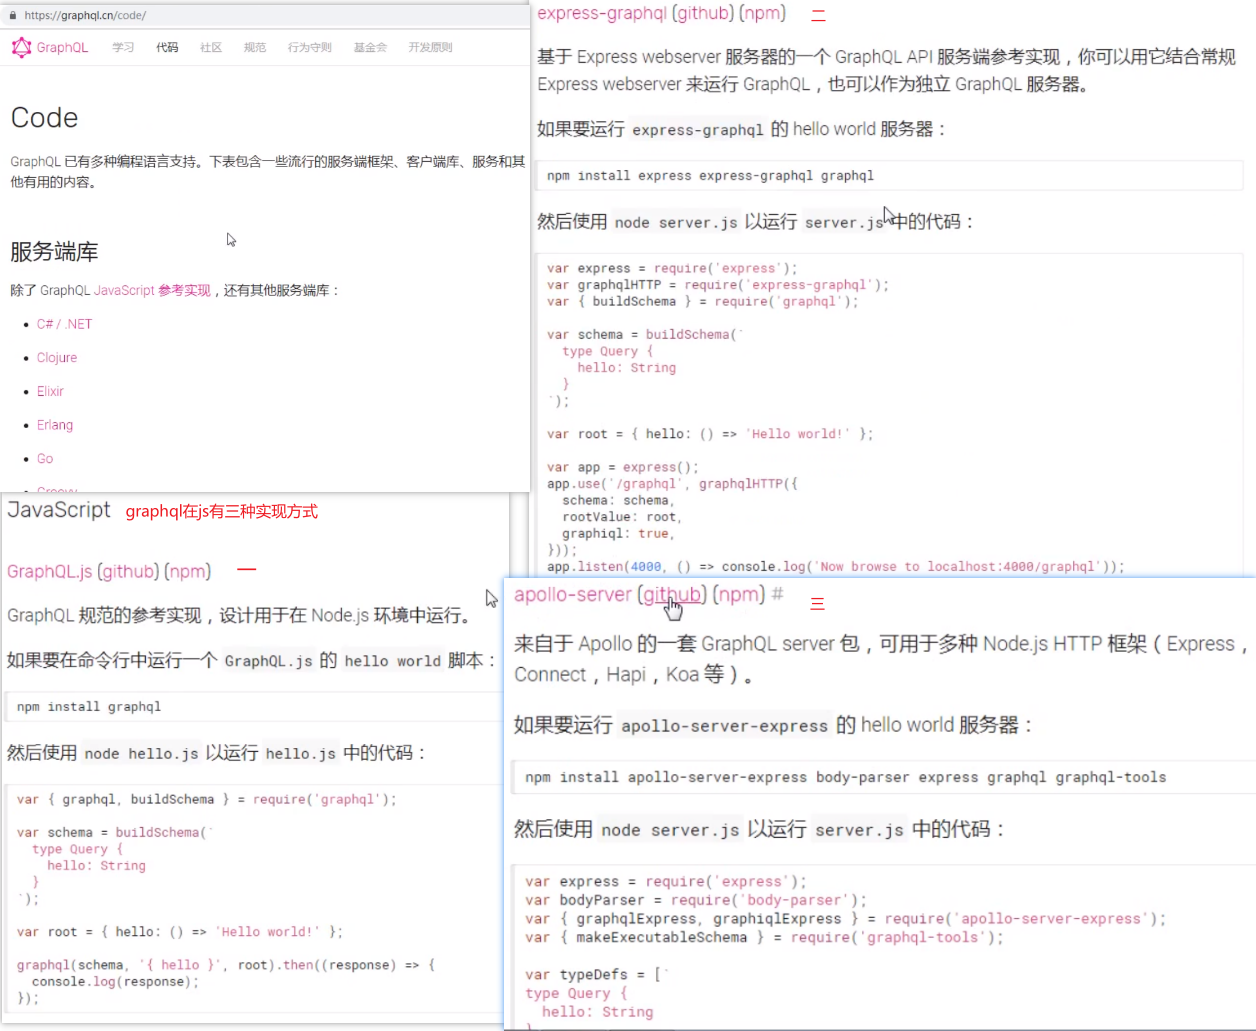 https://graphql.cn/code/
GraphQL 学习 代码 社区 规范 行为守则 基金会 开发原则
Code
GraphQL 已有多种编程语言支持。下表包含一些流行的服务端框架、客户端库、服务和其
他有用的内容。
服务端库
除了 GraphQL JavaScript 参考实现，还有其他服务端库：
C# / .NET
Clojure
Elixir
Erlang
Go
Groovy
JavaScript graphql在js有三种实现方式
GraphQL.js (github) (npm) 一
GraphQL 规范的参考实现，设计用于在 Node.js 环境中运行。
如果要在命令行中运行一个 GraphQL.js 的 hello world 脚本：
npm install graphql
然后使用 node hello.js 以运行 hello.js 中的代码：
var { graphql, buildSchema } = require('graphql');
var schema = buildSchema(`
type Query {
hello: String
}
`);
var root = { hello: () => 'Hello world!' };
graphql(schema, '{ hello }', root).then((response) => {
console.log(response);
});
express-graphql (github) (npm) 二
基于 Express webserver 服务器的一个 GraphQL API 服务端参考实现，你可以用它结合常规
Express webserver 来运行 GraphQL，也可以作为独立 GraphQL 服务器。
如果要运行 express-graphql 的 hello world 服务器：
npm install express express-graphql graphql
然后使用 node server.js 以运行 server.js 中的代码：
var express = require('express');
var graphqlHTTP = require('express-graphql');
var { buildSchema } = require('graphql');
var schema = buildSchema(`
type Query {
hello: String
}
`);
var root = { hello: () => 'Hello world!' };
var app = express();
app.use('/graphql', graphqlHTTP({
schema: schema,
rootValue: root,
graphiql: true,
}));
app.listen(4000, () => console.log('Now browse to localhost:4000/graphql'));
apollo-server (github) (npm) # 三
来自于 Apollo 的一套 GraphQL server 包，可用于多种 Node.js HTTP 框架（Express，
Connect，Hapi，Koa 等）。
如果要运行 apollo-server-express 的 hello world 服务器：
npm install apollo-server-express body-parser express graphql graphql-tools
然后使用 node server.js 以运行 server.js 中的代码：
var express = require('express');
var bodyParser = require('body-parser');
var { graphqlExpress, graphiqlExpress } = require('apollo-server-express');
var { makeExecutableSchema } = require('graphql-tools');
var typeDefs = [`
type Query {
hello: String
}